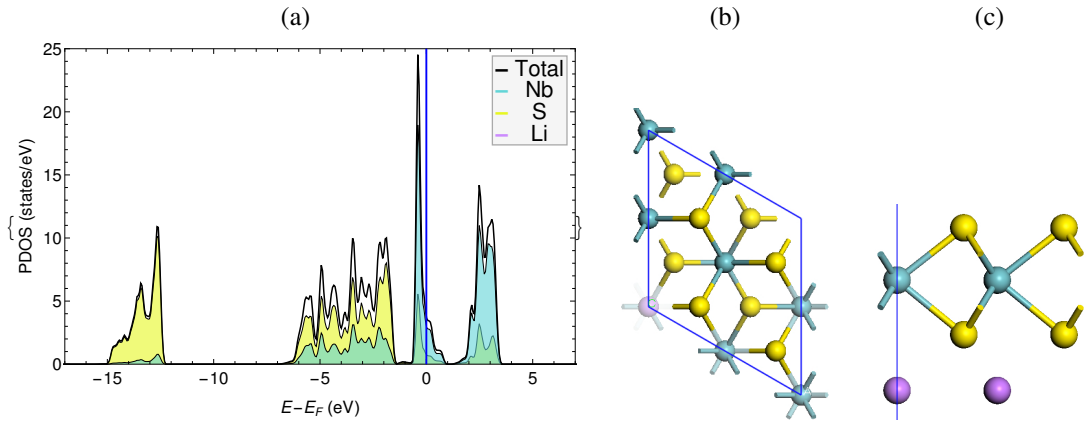 (a)
(b)
(c)
25
20
15
10
5
0
PDOS (states/eV)
{
}
Total
Nb
S
Li
−15
−10
−5
0
5
E−E_F (eV)